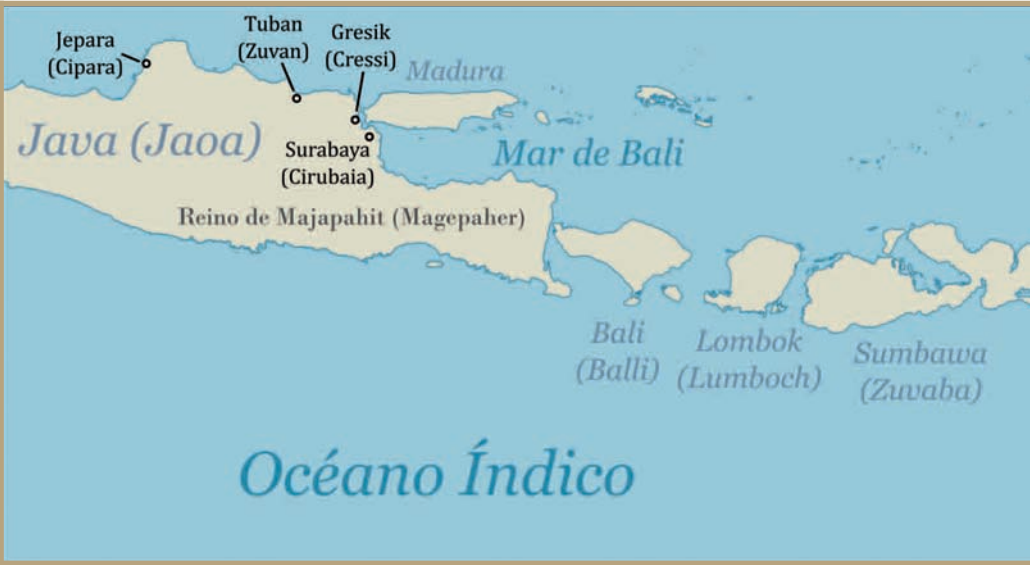 Jepara
(Cipara)
Tuban
(Zuvan)
Gresik
(Cressi)
Madura
Java (Jaoa)
Surabaya
(Cirubaia)
Mar de Bali
Reino de Majapahit (Magepaher)
Bali
(Balli)
Lombok
(Lumboch)
Sumbawa
(Zuvaba)
Océano Índico